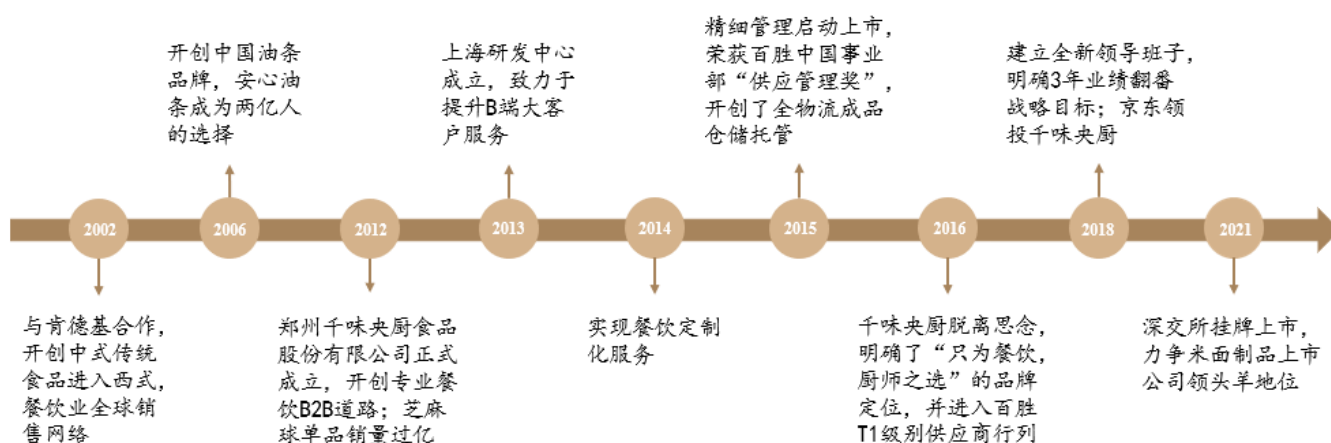 开创中国油条
品牌，安心油
条成为两亿人
的选择
上海研发中心
成立，致力于
提升B端大客
户服务
精细管理启动上市，
荣获百胜中国事业
部“供应管理奖”，
开创了全物流成品
仓储托管
建立全新领导班子，
明确3年业绩翻番
战略目标；京东领
投千味央厨
2002
2006
2012
2013
2014
2015
2016
2018
2021
与肯德基合作，
开创中式传统
食品进入西式，
餐饮业全球销
售网络
郑州千味央厨食品
股份有限公司正式
成立，开创专业餐
饮B2B道路；芝麻
球单品销量过亿
实现餐饮定制
化服务
千味央厨脱离思念，
明确了“只为餐饮，
厨师之选”的品牌
定位，并进入百胜
T1级别供应商行列
深交所挂牌上市，
力争米面制品上市
公司领头羊地位